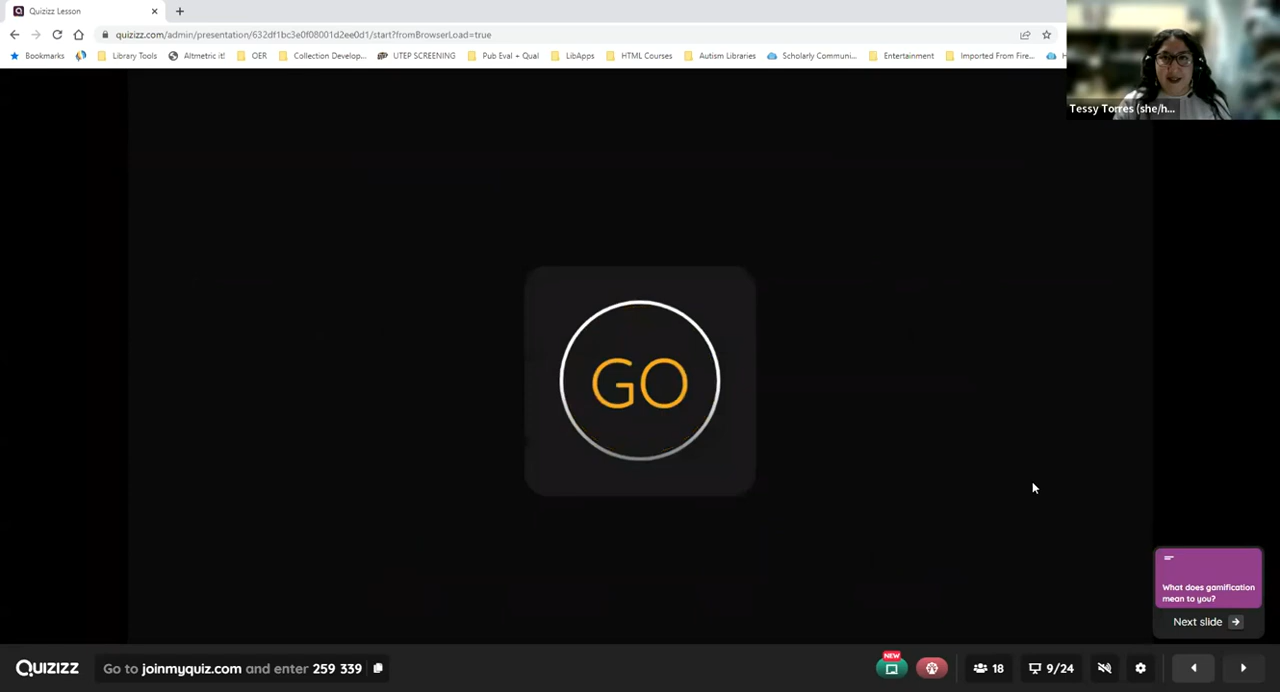 Quizizz Lesson
quizizz.com/admin/presentation/632df1bc3e0f08001d2ee0d1/start?fromBrowserLoad=true
Bookmarks Library Tools Altmetric it! OER Collection Develop... UTEP SCREENING Pub Eval + Qual LibApps HTML Courses Autism Libraries Scholarly Communi... Entertainment Imported From Fire... H
Tessy Torres (she/h...
GO
What does gamification
mean to you?
Next slide
QUIZIZZ Go to joinmyquiz.com and enter 259 339 NEW 18 9/24